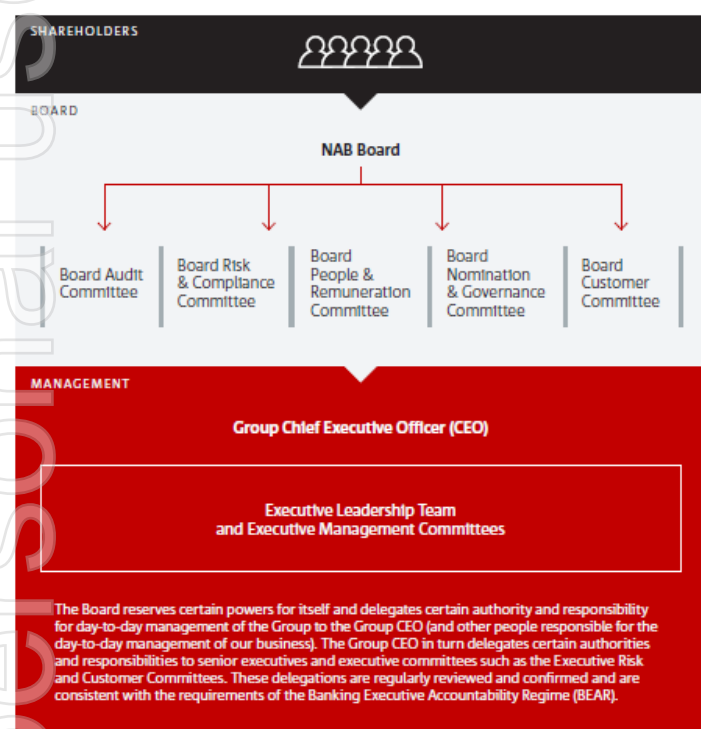 SHAREHOLDERS
BOARD
NAB Board
Board Audit
Committee
Board Risk
& Compliance
Committee
Board
People &
Remuneration
Committee
Board
Nomination
& Governance
Committee
Board
Customer
Committee
MANAGEMENT
Group Chief Executive Officer (CEO)
Executive Leadership Team
and Executive Management Committees
The Board reserves certain powers for itself and delegates certain authority and responsibility
for day-to-day management of the Group to the Group CEO (and other people responsible for the
day-to-day management of our business). The Group CEO in turn delegates certain authorities
and responsibilities to senior executives and executive committees such as the Executive Risk
and Customer Committees. These delegations are regularly reviewed and confirmed and are
consistent with the requirements of the Banking Executive Accountability Regime (BEAR).